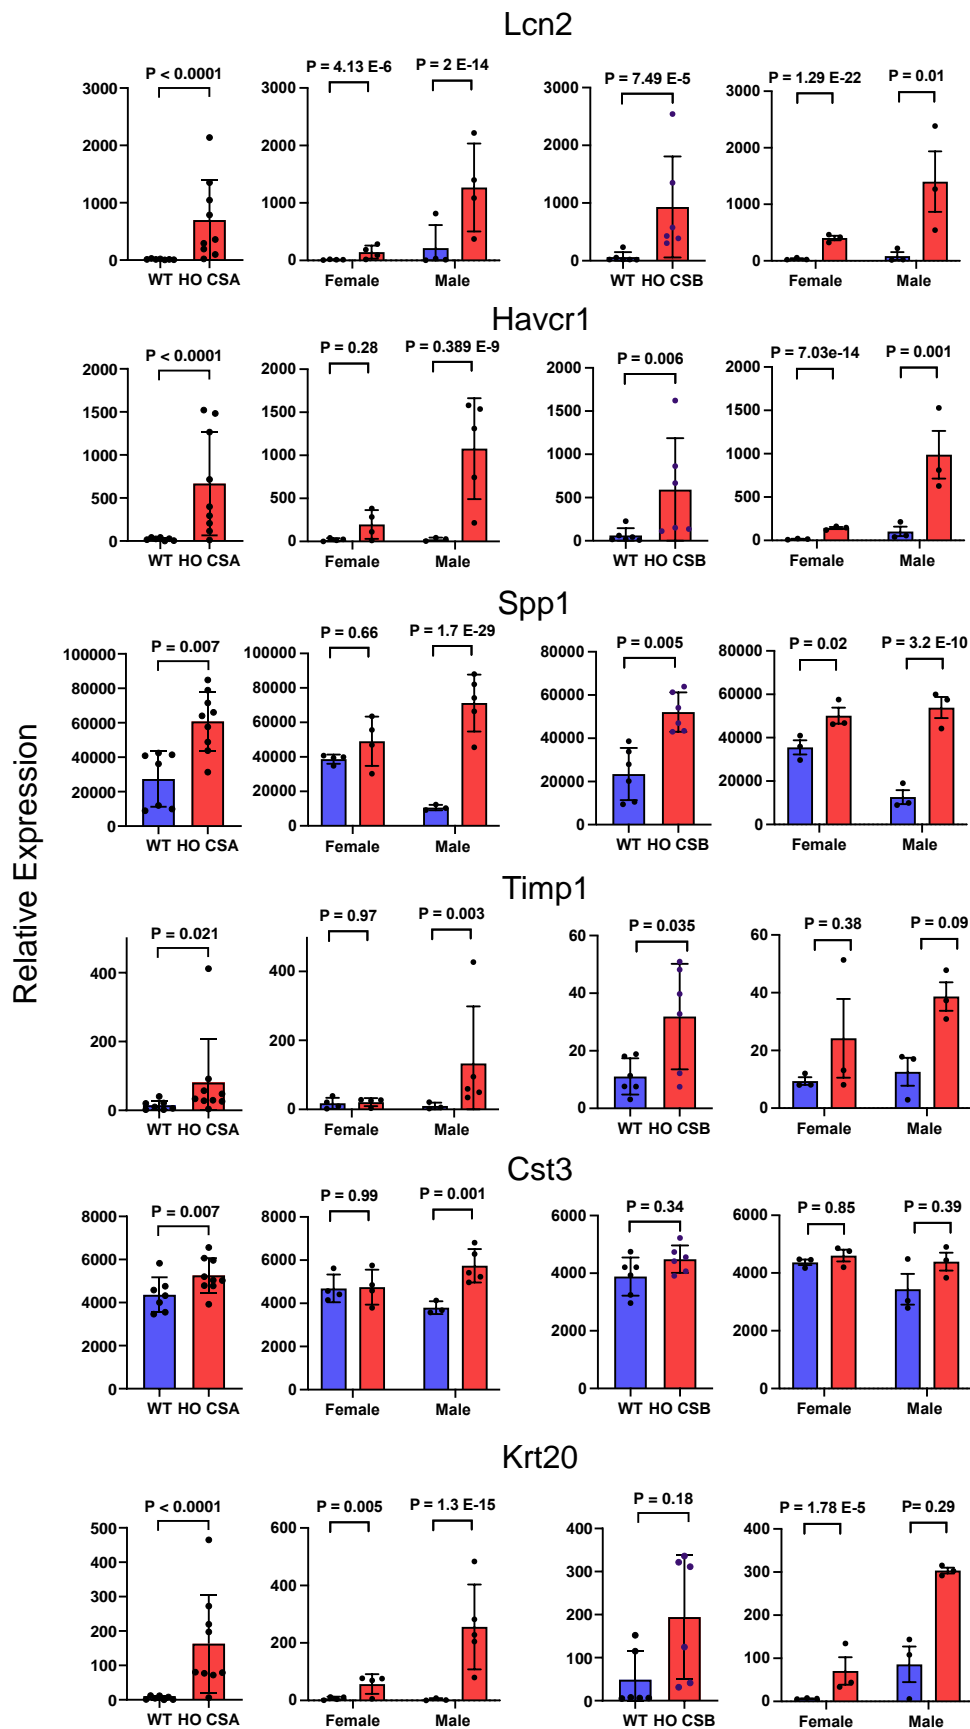 Relative Expression
Lcn2
P < 0.0001
3000
2000
1000
0
WT HO CSA
P = 4.13 E-6 P = 2 E-14
3000
2000
1000
0
Female Male
P = 7.49 E-5
3000
2000
1000
0
WT HO CSB
P = 1.29 E-22 P = 0.01
3000
2000
1000
0
Female Male
Havcr1
P < 0.0001
2000
1500
1000
500
0
WT HO CSA
P = 0.28 P = 0.389 E-9
2000
1500
1000
500
0
Female Male
P = 0.006
2000
1500
1000
500
0
WT HO CSB
P = 7.03e-14 P = 0.001
2000
1500
1000
500
0
Female Male
Spp1
P = 0.007
100000
80000
60000
40000
20000
0
WT HO CSA
P = 0.66 P = 1.7 E-29
100000
80000
60000
40000
20000
0
Female Male
P = 0.005
80000
60000
40000
20000
0
WT HO CSB
P = 0.02 P = 3.2 E-10
80000
60000
40000
20000
0
Female Male
Timp1
P = 0.021
400
200
0
WT HO CSA
P = 0.97 P = 0.003
400
200
0
Female Male
P = 0.035
60
40
20
0
WT HO CSB
P = 0.38 P = 0.09
60
40
20
0
Female Male
Cst3
P = 0.007
8000
6000
4000
2000
0
WT HO CSA
P = 0.99 P = 0.001
8000
6000
4000
2000
0
Female Male
P = 0.34
6000
4000
2000
0
WT HO CSB
P = 0.85 P = 0.39
6000
4000
2000
0
Female Male
Krt20
P < 0.0001
500
400
300
200
100
0
WT HO CSA
P = 0.005 P = 1.3 E-15
600
400
200
0
Female Male
P = 0.18
400
300
200
100
0
WT HO CSB
P = 1.78 E-5 P= 0.29
400
300
200
100
0
Female Male